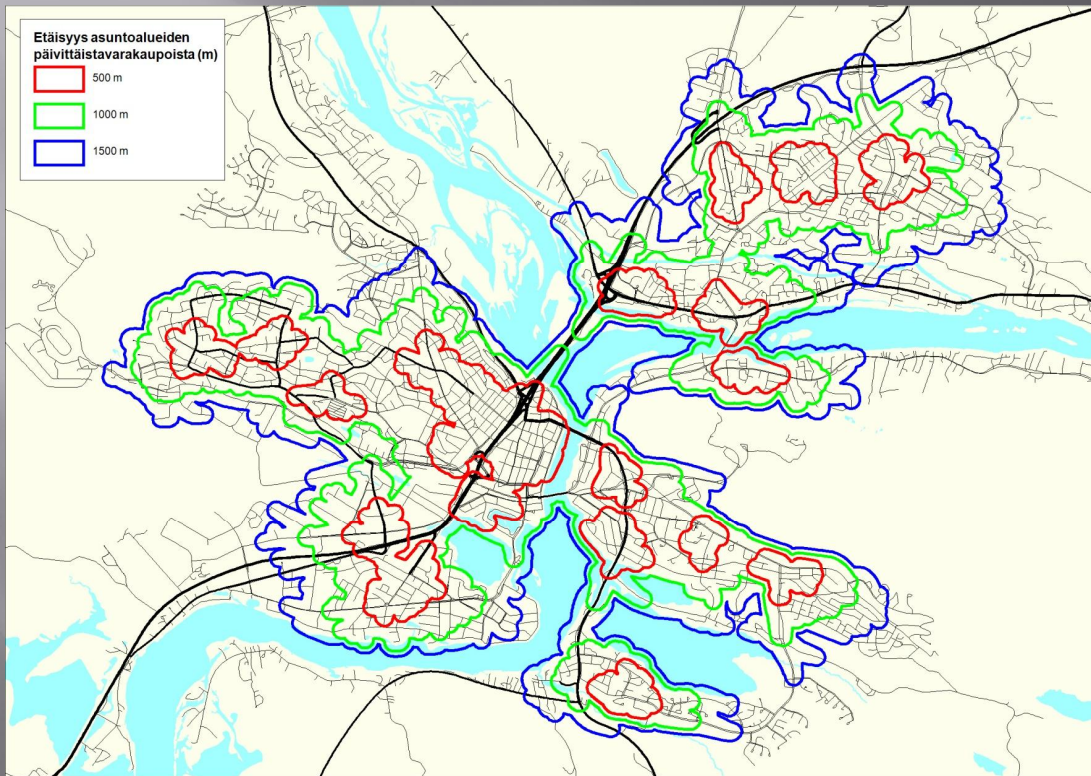 Etäisyys asuntoalueiden
päivittäistavarakaupoista (m)
500 m
1000 m
1500 m